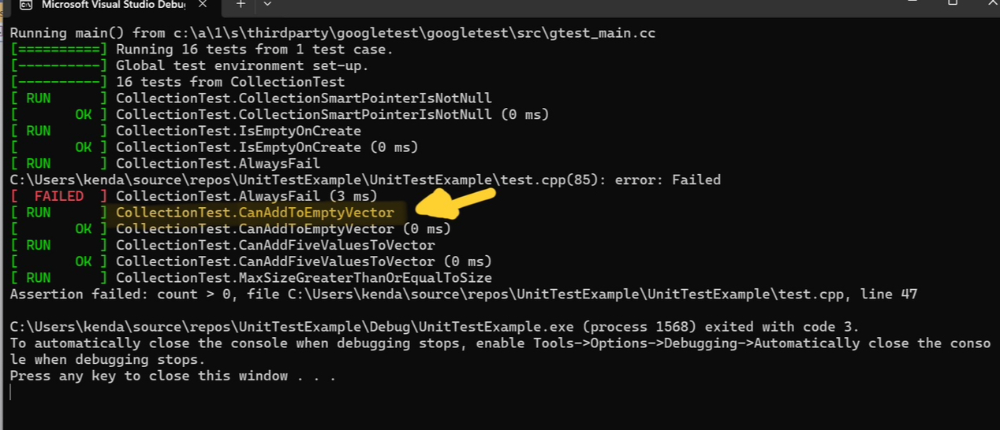 Microsoft Visual Studio Debu
Running main() from c:\a\1\s\thirdparty\googletest\googletest\src\gtest_main.cc
[==========] Running 16 tests from 1 test case.
[----------] Global test environment set-up.
[----------] 16 tests from CollectionTest
[ RUN      ] CollectionTest.CollectionSmartPointerIsNotNull
[       OK ] CollectionTest.CollectionSmartPointerIsNotNull (0 ms)
[ RUN      ] CollectionTest.IsEmptyOnCreate
[       OK ] CollectionTest.IsEmptyOnCreate (0 ms)
[ RUN      ] CollectionTest.AlwaysFail
C:\Users\kenda\source\repos\UnitTestExample\UnitTestExample\test.cpp(85): error: Failed
[  FAILED  ] CollectionTest.AlwaysFail (3 ms)
[ RUN      ] CollectionTest.CanAddToEmptyVector
[       OK ] CollectionTest.CanAddToEmptyVector (0 ms)
[ RUN      ] CollectionTest.CanAddFiveValuesToVector
[       OK ] CollectionTest.CanAddFiveValuesToVector (0 ms)
[ RUN      ] CollectionTest.MaxSizeGreaterThanOrEqualToSize
Assertion failed: count > 0, file C:\Users\kenda\source\repos\UnitTestExample\UnitTestExample\test.cpp, line 47
C:\Users\kenda\source\repos\UnitTestExample\Debug\UnitTestExample.exe (process 1568) exited with code 3.
To automatically close the console when debugging stops, enable Tools->Options->Debugging->Automatically close the conso
le when debugging stops.
Press any key to close this window . . .